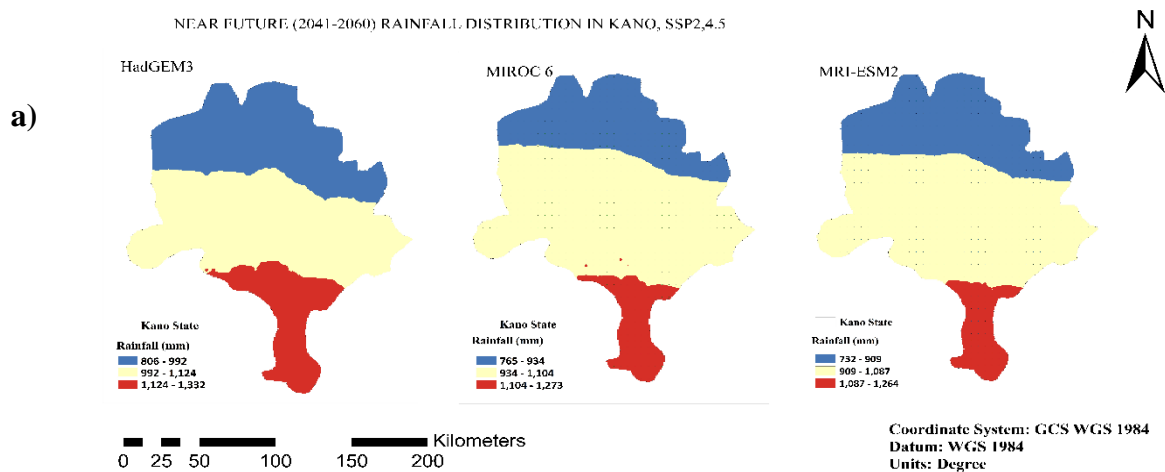 NEAR FUTURE (2041-2060) RAINFALL DISTRIBUTION IN KANO, SSP2,4.5
N
a)
HadGEM3
MIROC 6
MRI-ESM2
Kano State
Rainfall (mm)
806 - 992
992 - 1,124
1,124 - 1,332
Kano State
Rainfall (mm)
765 - 934
934 - 1,104
1,104 - 1,273
Kano State
Rainfall (mm)
732 - 909
909 - 1,087
1,087 - 1,264
Kilometers
0 25 50 100 150 200
Coordinate System: GCS WGS 1984
Datum: WGS 1984
Units: Degree